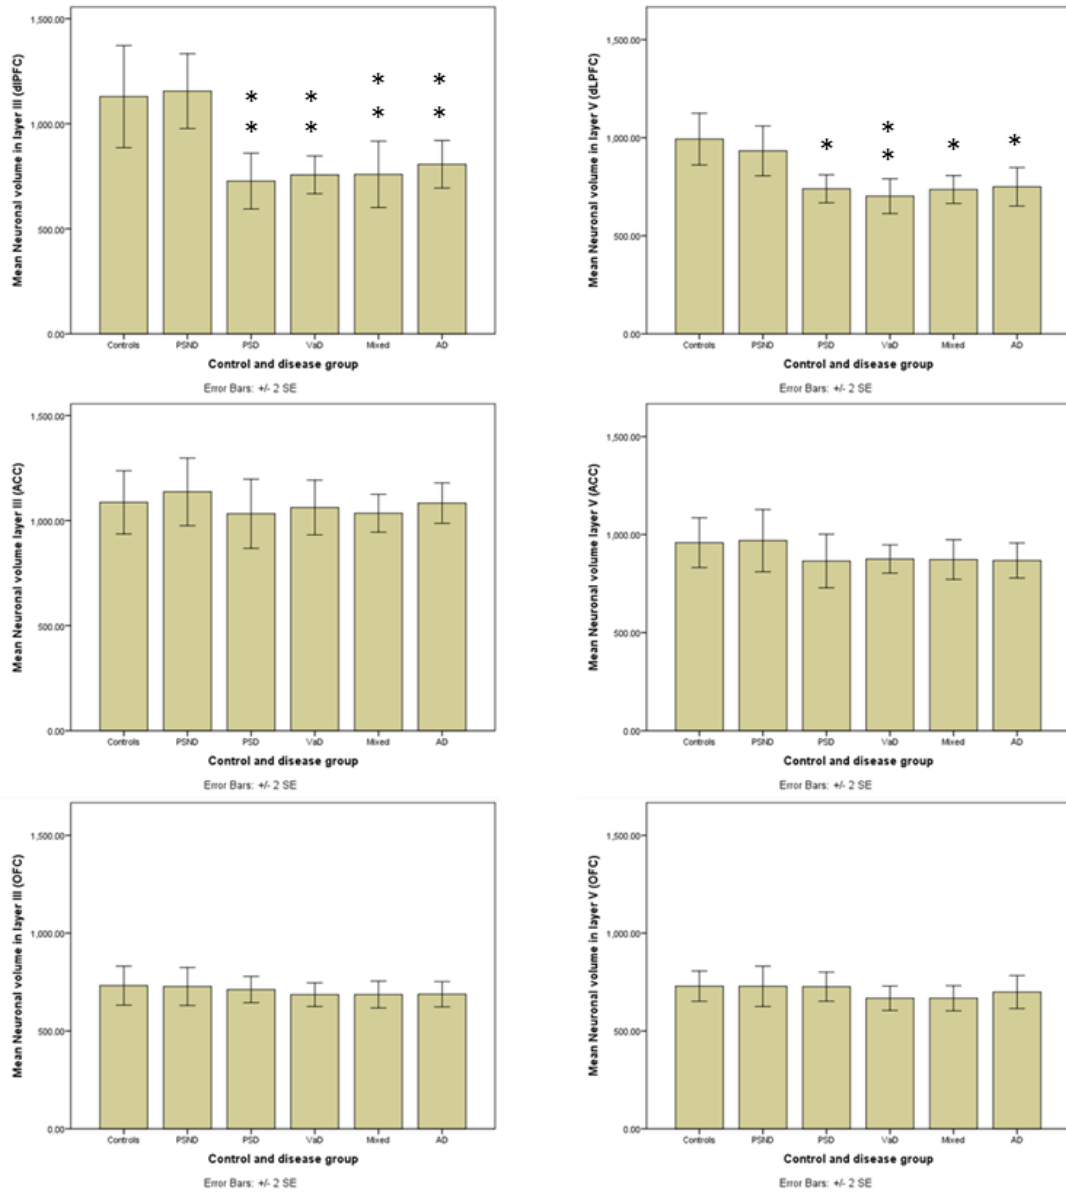 Mean Neuronal volume in layer III (dlPFC)
1,500.00
1,000.00
500.00
0.00
* * * *
* * * *
Controls PSND PSD VaD Mixed AD
Control and disease group
Error Bars: +/- 2 SE
Mean Neuronal volume in layer V (dLPFC)
1,500.00
1,000.00
500.00
0.00
* * * *
*
Controls PSND PSD VaD Mixed AD
Control and disease group
Error Bars: +/- 2 SE
Mean Neuronal volume layer III (ACC)
1,500.00
1,000.00
500.00
0.00
Controls PSND PSD VaD Mixed AD
Control and disease group
Error Bars: +/- 2 SE
Mean Neuronal volume layer V (ACC)
1,500.00
1,000.00
500.00
0.00
Controls PSND PSD VaD Mixed AD
Control and disease group
Error Bars: +/- 2 SE
Mean Neuronal volume in layer III (OFC)
1,500.00
1,000.00
500.00
0.00
Controls PSND PSD VaD Mixed AD
Control and disease group
Error Bars: +/- 2 SE
Mean Neuronal volume in layer V (OFC)
1,500.00
1,000.00
500.00
0.00
Controls PSND PSD VaD Mixed AD
Control and disease group
Error Bars: +/- 2 SE